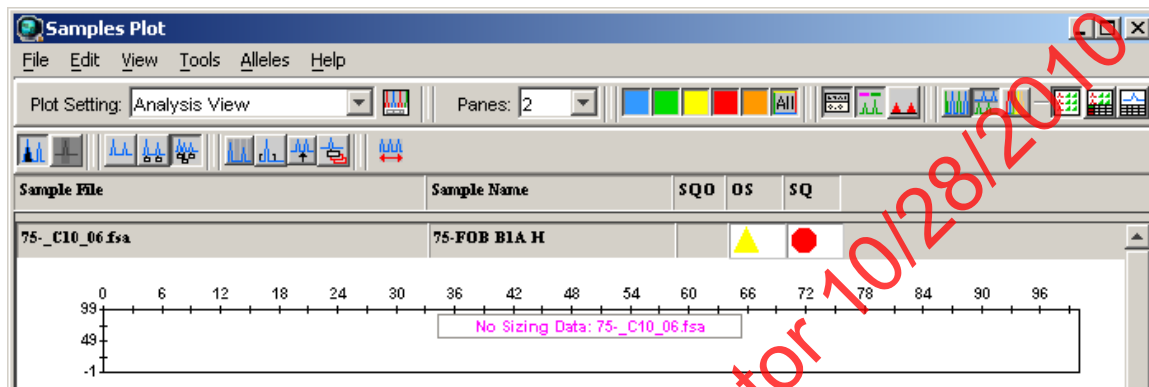 Samples Plot
File Edit View Tools Alleles Help
Plot Setting: Analysis View Panes: 2 All
Sample File Sample Name SQO OS SQ
75-_C10_06.fsa 75-FOB B1A H
0 6 12 18 24 30 36 42 48 54 60 66 72 78 84 90 96
99
No Sizing Data: 75-_C10_06.fsa
49
-1
tor 10/28/2010